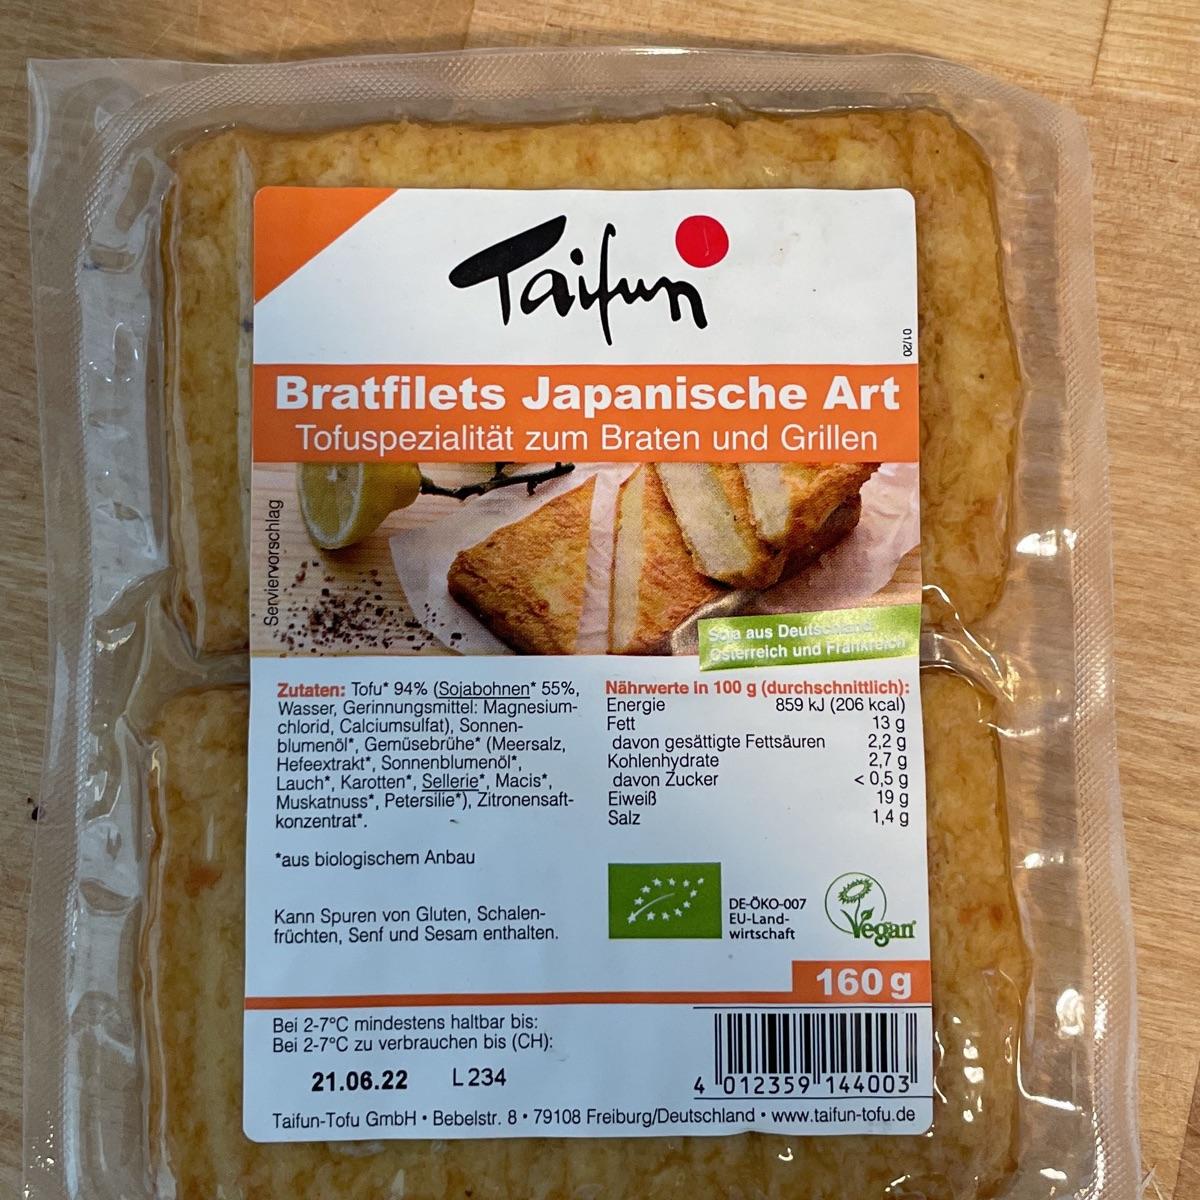 Taifun
01/20
Bratfilets Japanische Art
Tofuspezialität zum Braten und Grillen
Serviervorschlag
Soja aus Deutschland,
Österreich und Frankreich
Zutaten: Tofu* 94% (Sojabohnen* 55%,
Wasser, Gerinnungsmittel: Magnesium-
chlorid, Calciumsulfat), Sonnen-
blumenöl*, Gemüsebrühe* (Meersalz,
Hefeextrakt*, Sonnenblumenöl*,
Lauch*, Karotten*, Sellerie*, Macis*,
Muskatnuss*, Petersilie*), Zitronensaft-
konzentrat*.
*aus biologischem Anbau
Kann Spuren von Gluten, Schalen-
früchten, Senf und Sesam enthalten.
Nährwerte in 100 g (durchschnittlich):
Energie 859 kJ (206 kcal)
Fett 13 g
davon gesättigte Fettsäuren 2,2 g
Kohlenhydrate 2,7 g
davon Zucker < 0,5 g
Eiweiß 19 g
Salz 1,4 g
DE-ÖKO-007
EU-Land-
wirtschaft
Vegan
160 g
Bei 2-7°C mindestens haltbar bis:
Bei 2-7°C zu verbrauchen bis (CH):
21.06.22 L 234
4 012359 144003
Taifun-Tofu GmbH • Bebelstr. 8 • 79108 Freiburg/Deutschland • www.taifun-tofu.de